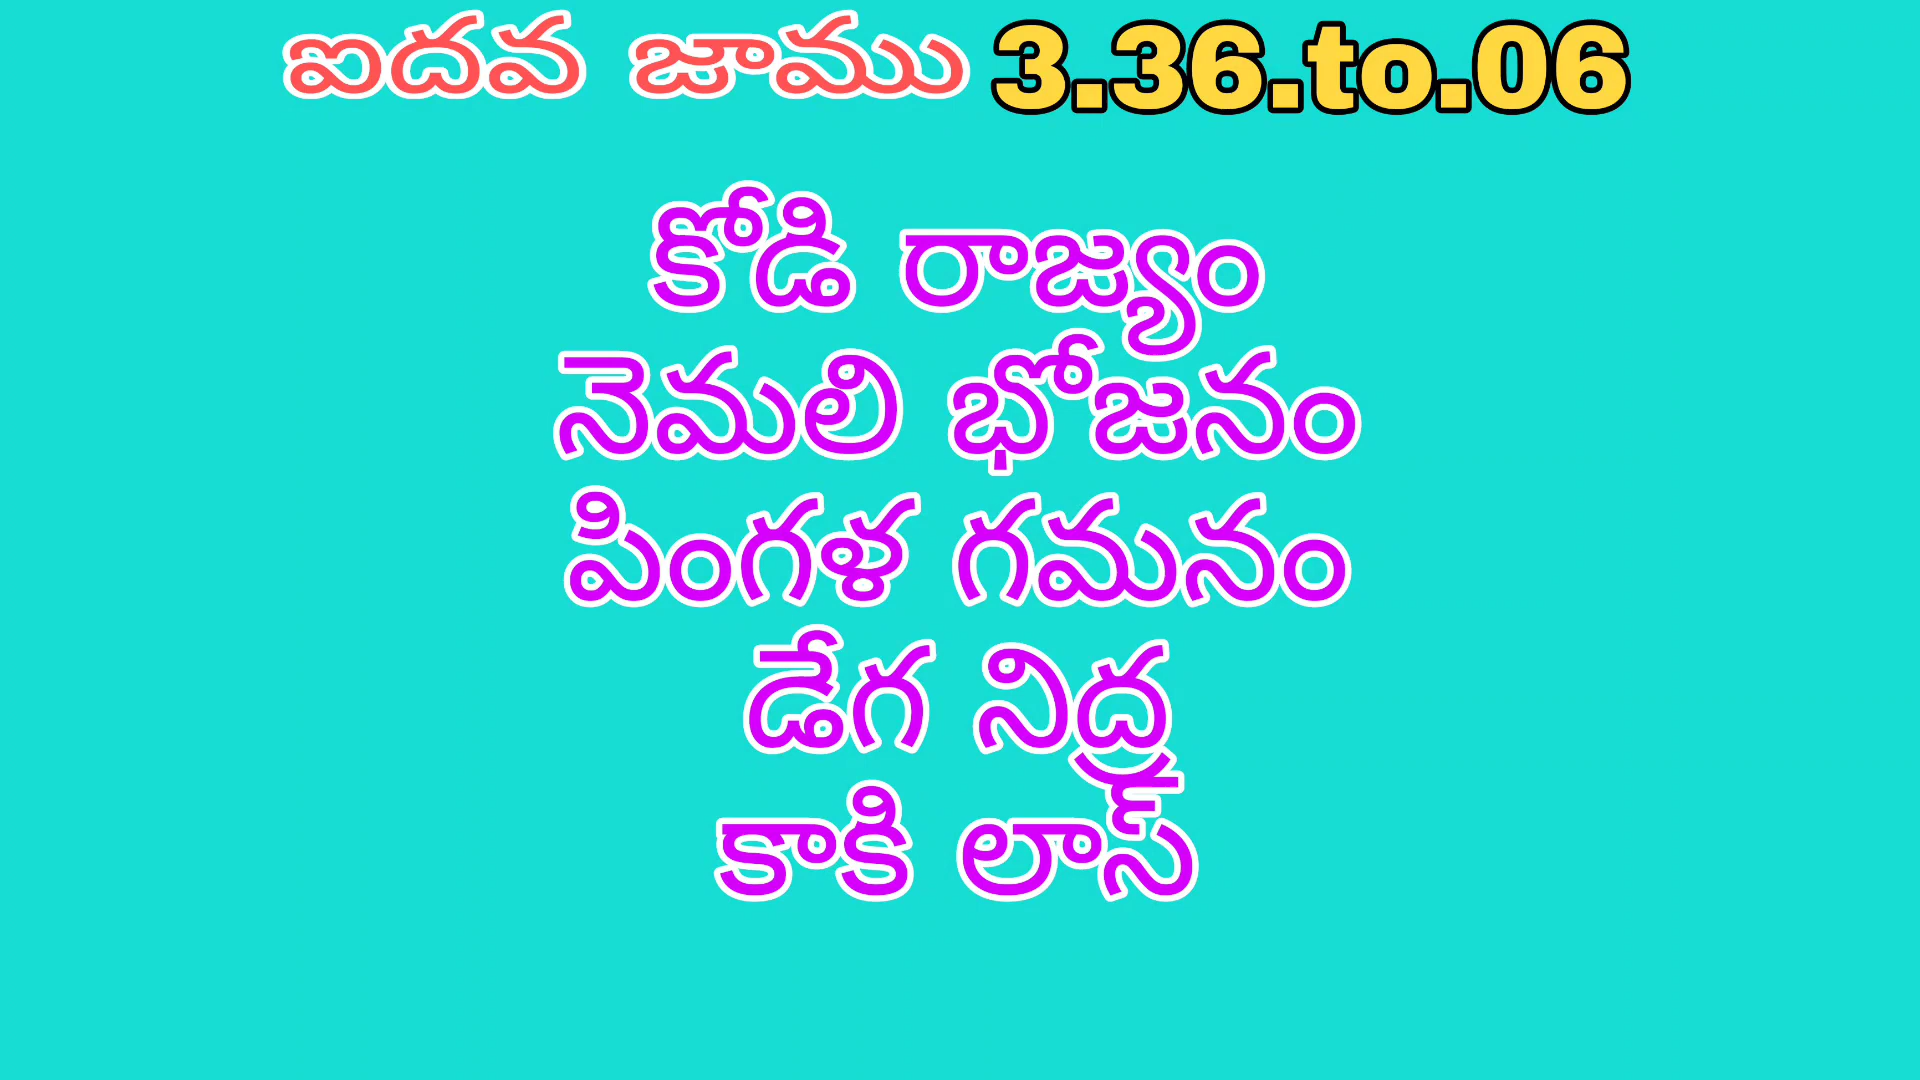 ఐదవ జాము 3.36.to.06
కోడి రాజ్యం
నెమలి భోజనం
పింగళ గమనం
డేగ నిద్ర
కాకి లాస్